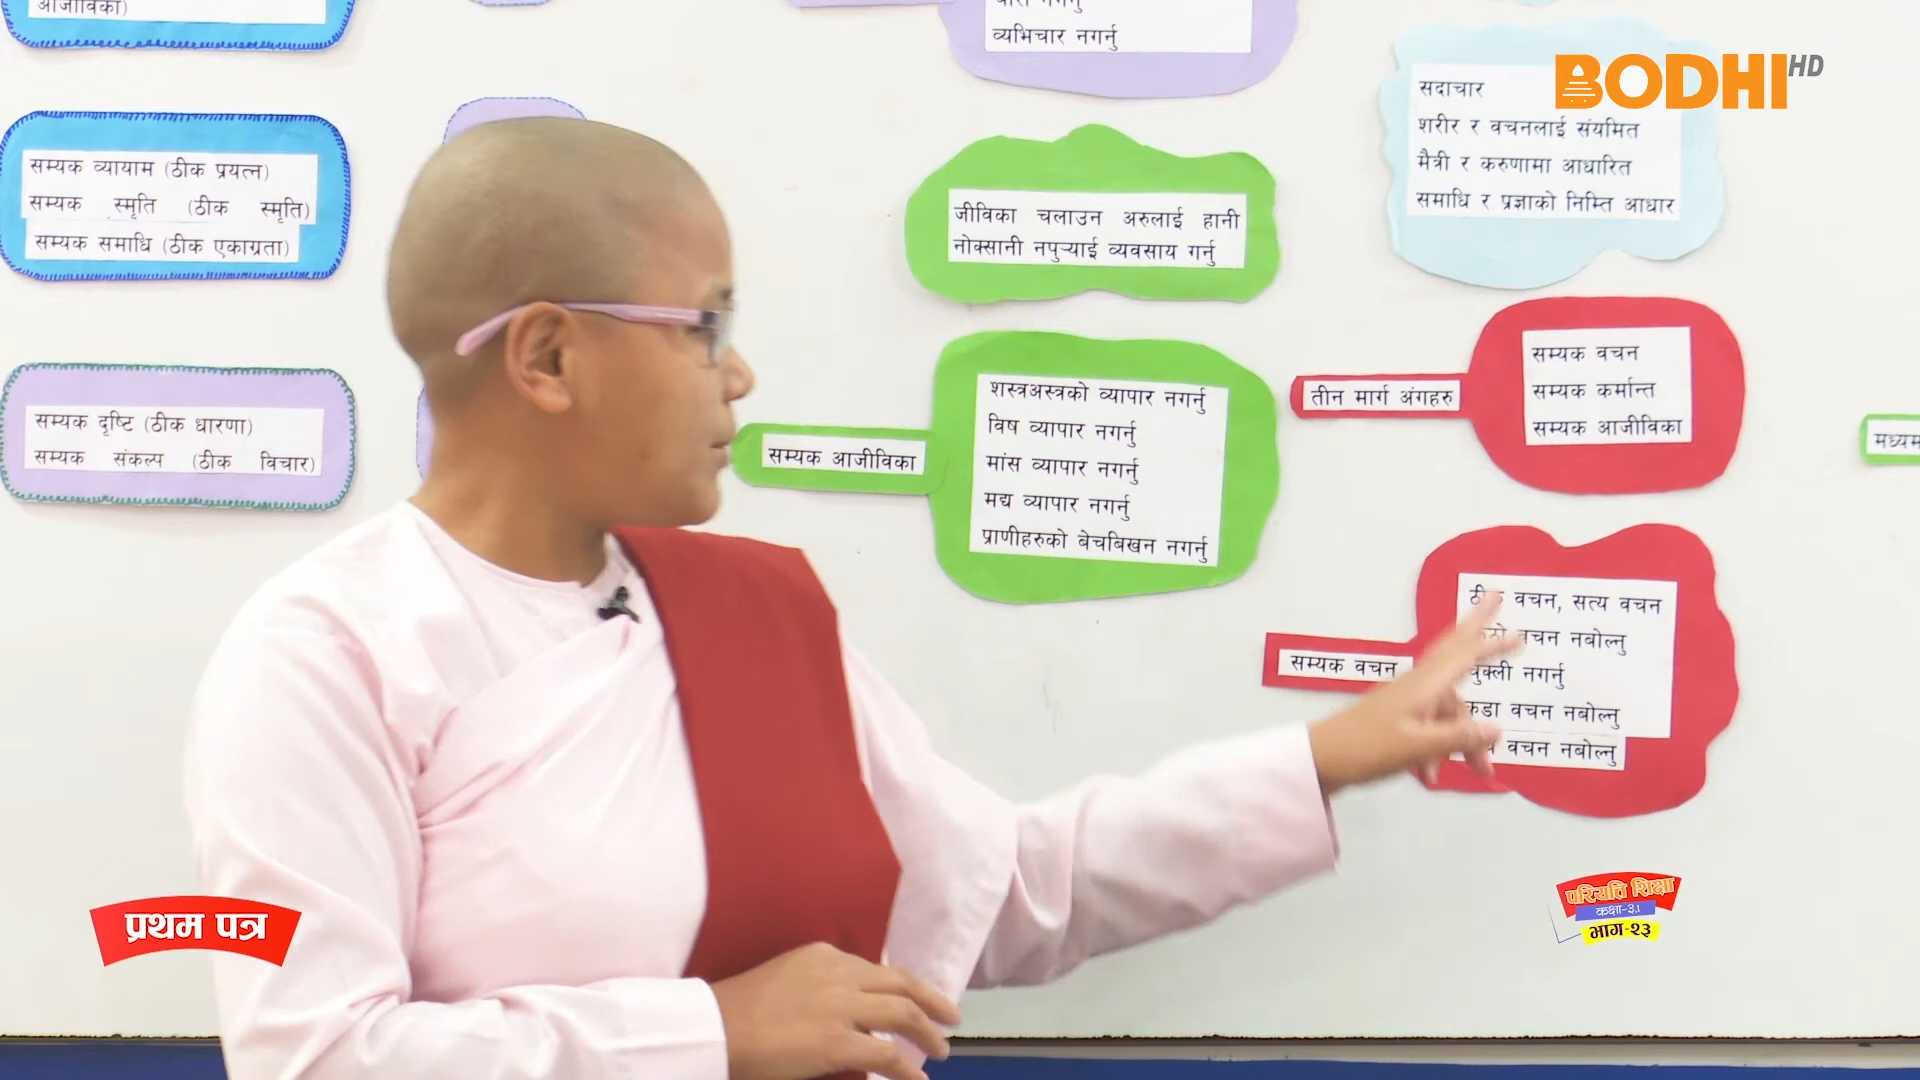 आजीविका)
सम्यक व्यायाम (ठीक प्रयत्न)
सम्यक स्मृति (ठीक स्मृति)
सम्यक समाधि (ठीक एकाग्रता)
सम्यक दृष्टि (ठीक धारणा)
सम्यक संकल्प (ठीक विचार)
व्यभिचार नगर्नु
जीविका चलाउन अरुलाई हानी
नोक्सानी नपुऱ्याई व्यवसाय गर्नु
सम्यक आजीविका
शस्त्रअस्त्रको व्यापार नगर्नु
विष व्यापार नगर्नु
मांस व्यापार नगर्नु
मद्य व्यापार नगर्नु
प्राणीहरुको बेचबिखन नगर्नु
BODHI HD
सदाचार
शरीर र वचनलाई संयमित
मैत्री र करुणामा आधारित
समाधि र प्रज्ञाको निम्ति आधार
तीन मार्ग अंगहरु
सम्यक वचन
सम्यक कर्मान्त
सम्यक आजीविका
सम्यक वचन
वचन, सत्य वचन
वचन नबोल्नु
चुक्ली नगर्नु
कडा वचन नबोल्नु
वचन नबोल्नु
मध्यम
प्रथम पत्र
परियत्ति शिक्षा
कक्षा-३.१
भाग-२३